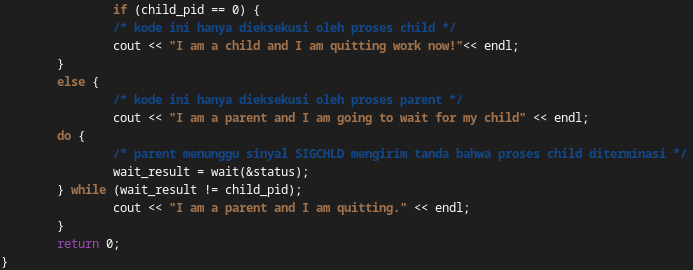 if (child_pid == 0) {
/* kode ini hanya dieksekusi oleh proses child */
cout << "I am a child and I am quitting work now!"<< endl;
}
else {
/* kode ini hanya dieksekusi oleh proses parent */
cout << "I am a parent and I am going to wait for my child" << endl;
do {
/* parent menunggu sinyal SIGCHLD mengirim tanda bahwa proses child diterminasi */
wait_result = wait(&status);
} while (wait_result != child_pid);
cout << "I am a parent and I am quitting." << endl;
}
return 0;
}